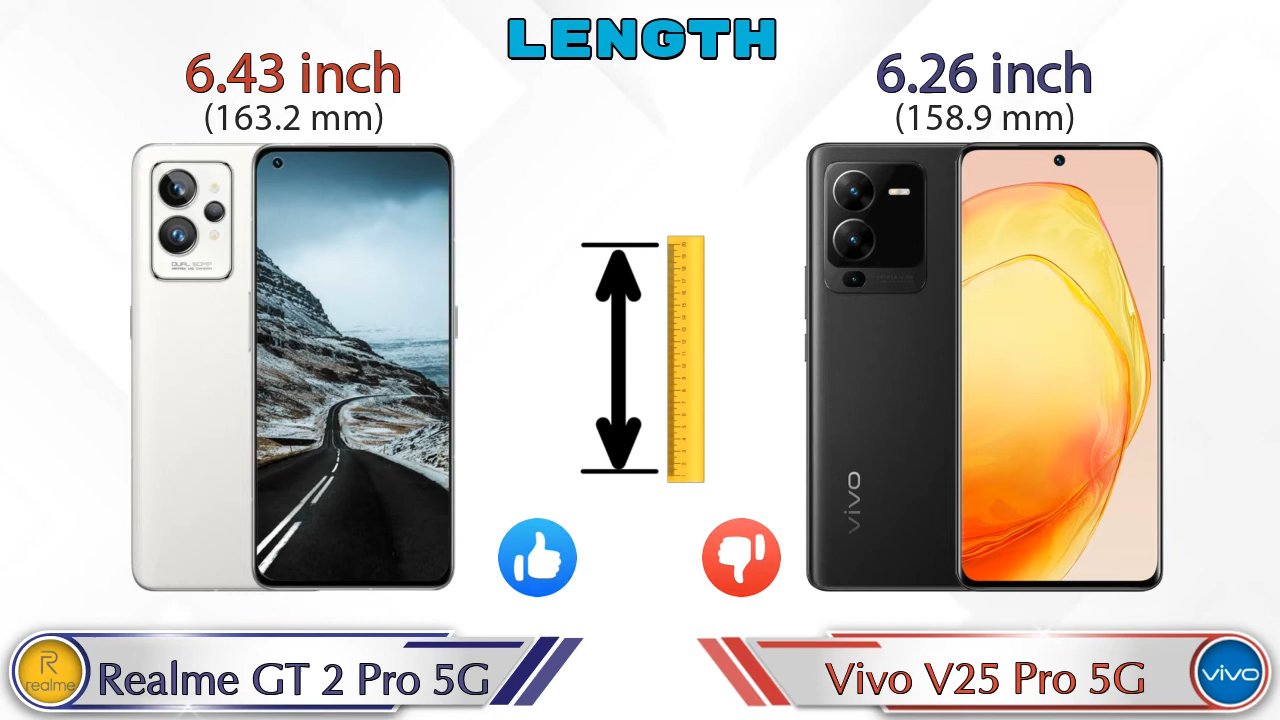 LENGTH
6.43 inch
(163.2 mm)
6.26 inch
(158.9 mm)
vivo
R
realme
Realme GT 2 Pro 5G
Vivo V25 Pro 5G
vivo